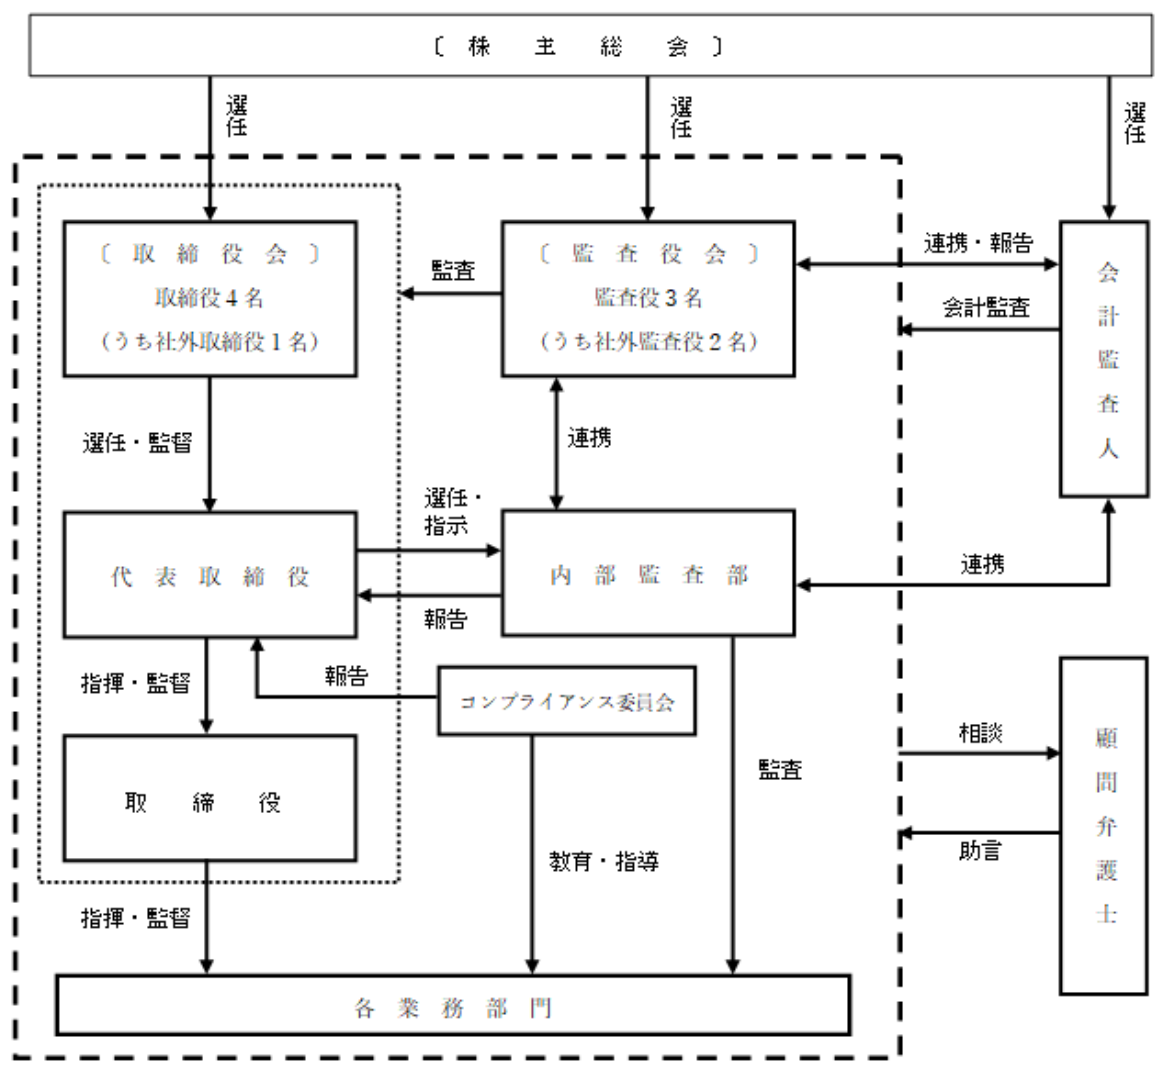 〔 株 主 総 会 〕
選任
選任
選任
〔 取 締 役 会 〕
取締役4名
(うち社外取締役1名)
監査
〔 監 査 役 会 〕
監査役3名
(うち社外監査役2名)
連携・報告
会計監査
会計監査人
選任・監督
連携
選任・
指示
代 表 取 締 役
内 部 監 査 部
連携
報告
指揮・監督
報告
コンプライアンス委員会
相談
顧問弁護士
取 締 役
監査
助言
教育・指導
指揮・監督
各 業 務 部 門